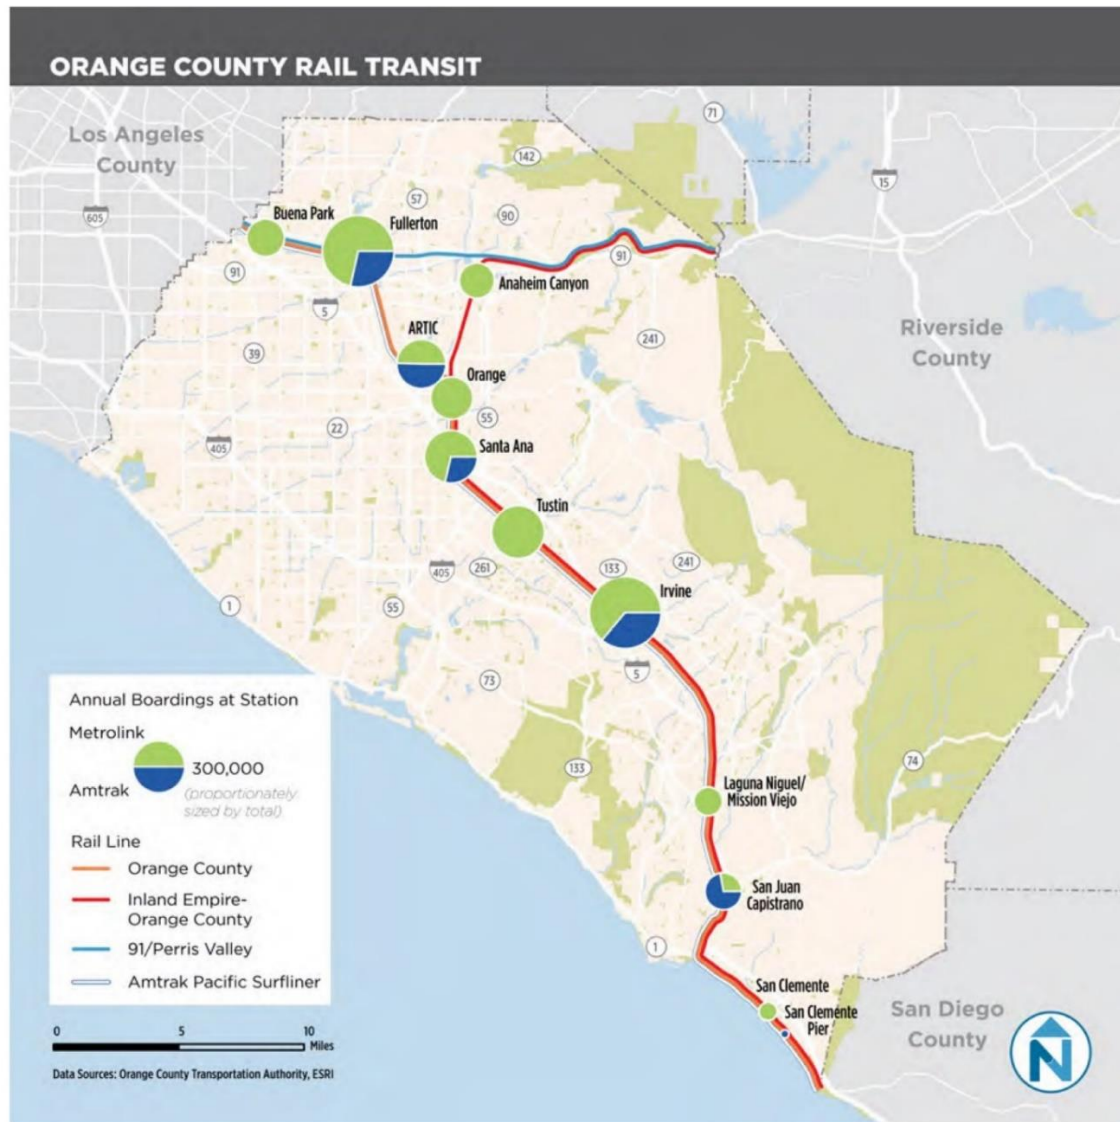 ORANGE COUNTY RAIL TRANSIT
Los Angeles
County
71
142
15
57
605
90
Buena Park
Fullerton
91
91
Anaheim Canyon
5
ARTIC
Riverside
County
241
39
Orange
55
22
405
Santa Ana
Tustin
405
261
133
241
Irvine
1
55
5
73
Annual Boardings at Station
Metrolink
300,000
Amtrak
(proportionately
sized by total)
Rail Line
Orange County
Inland Empire-
Orange County
91/Perris Valley
Amtrak Pacific Surfliner
0 5 10
Miles
Data Sources: Orange County Transportation Authority, ESRI
133
74
Laguna Niguel/
Mission Viejo
San Juan
Capistrano
1
San Clemente
San Clemente
Pier
San Diego
County
N